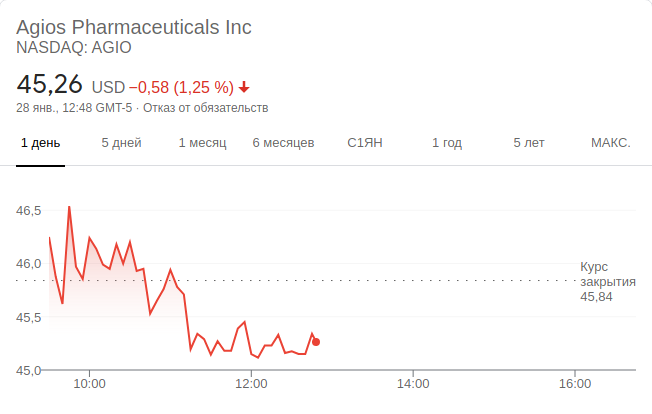 Agios Pharmaceuticals Inc
NASDAQ: AGIO
45,26 USD −0,58 (1,25 %)
28 янв., 12:48 GMT-5 · Отказ от обязательств
1 день 5 дней 1 месяц 6 месяцев С1ЯН 1 год 5 лет МАКС.
46,5
46,0
45,5
45,0
Курс
закрытия
45,84
10:00 12:00 14:00 16:00